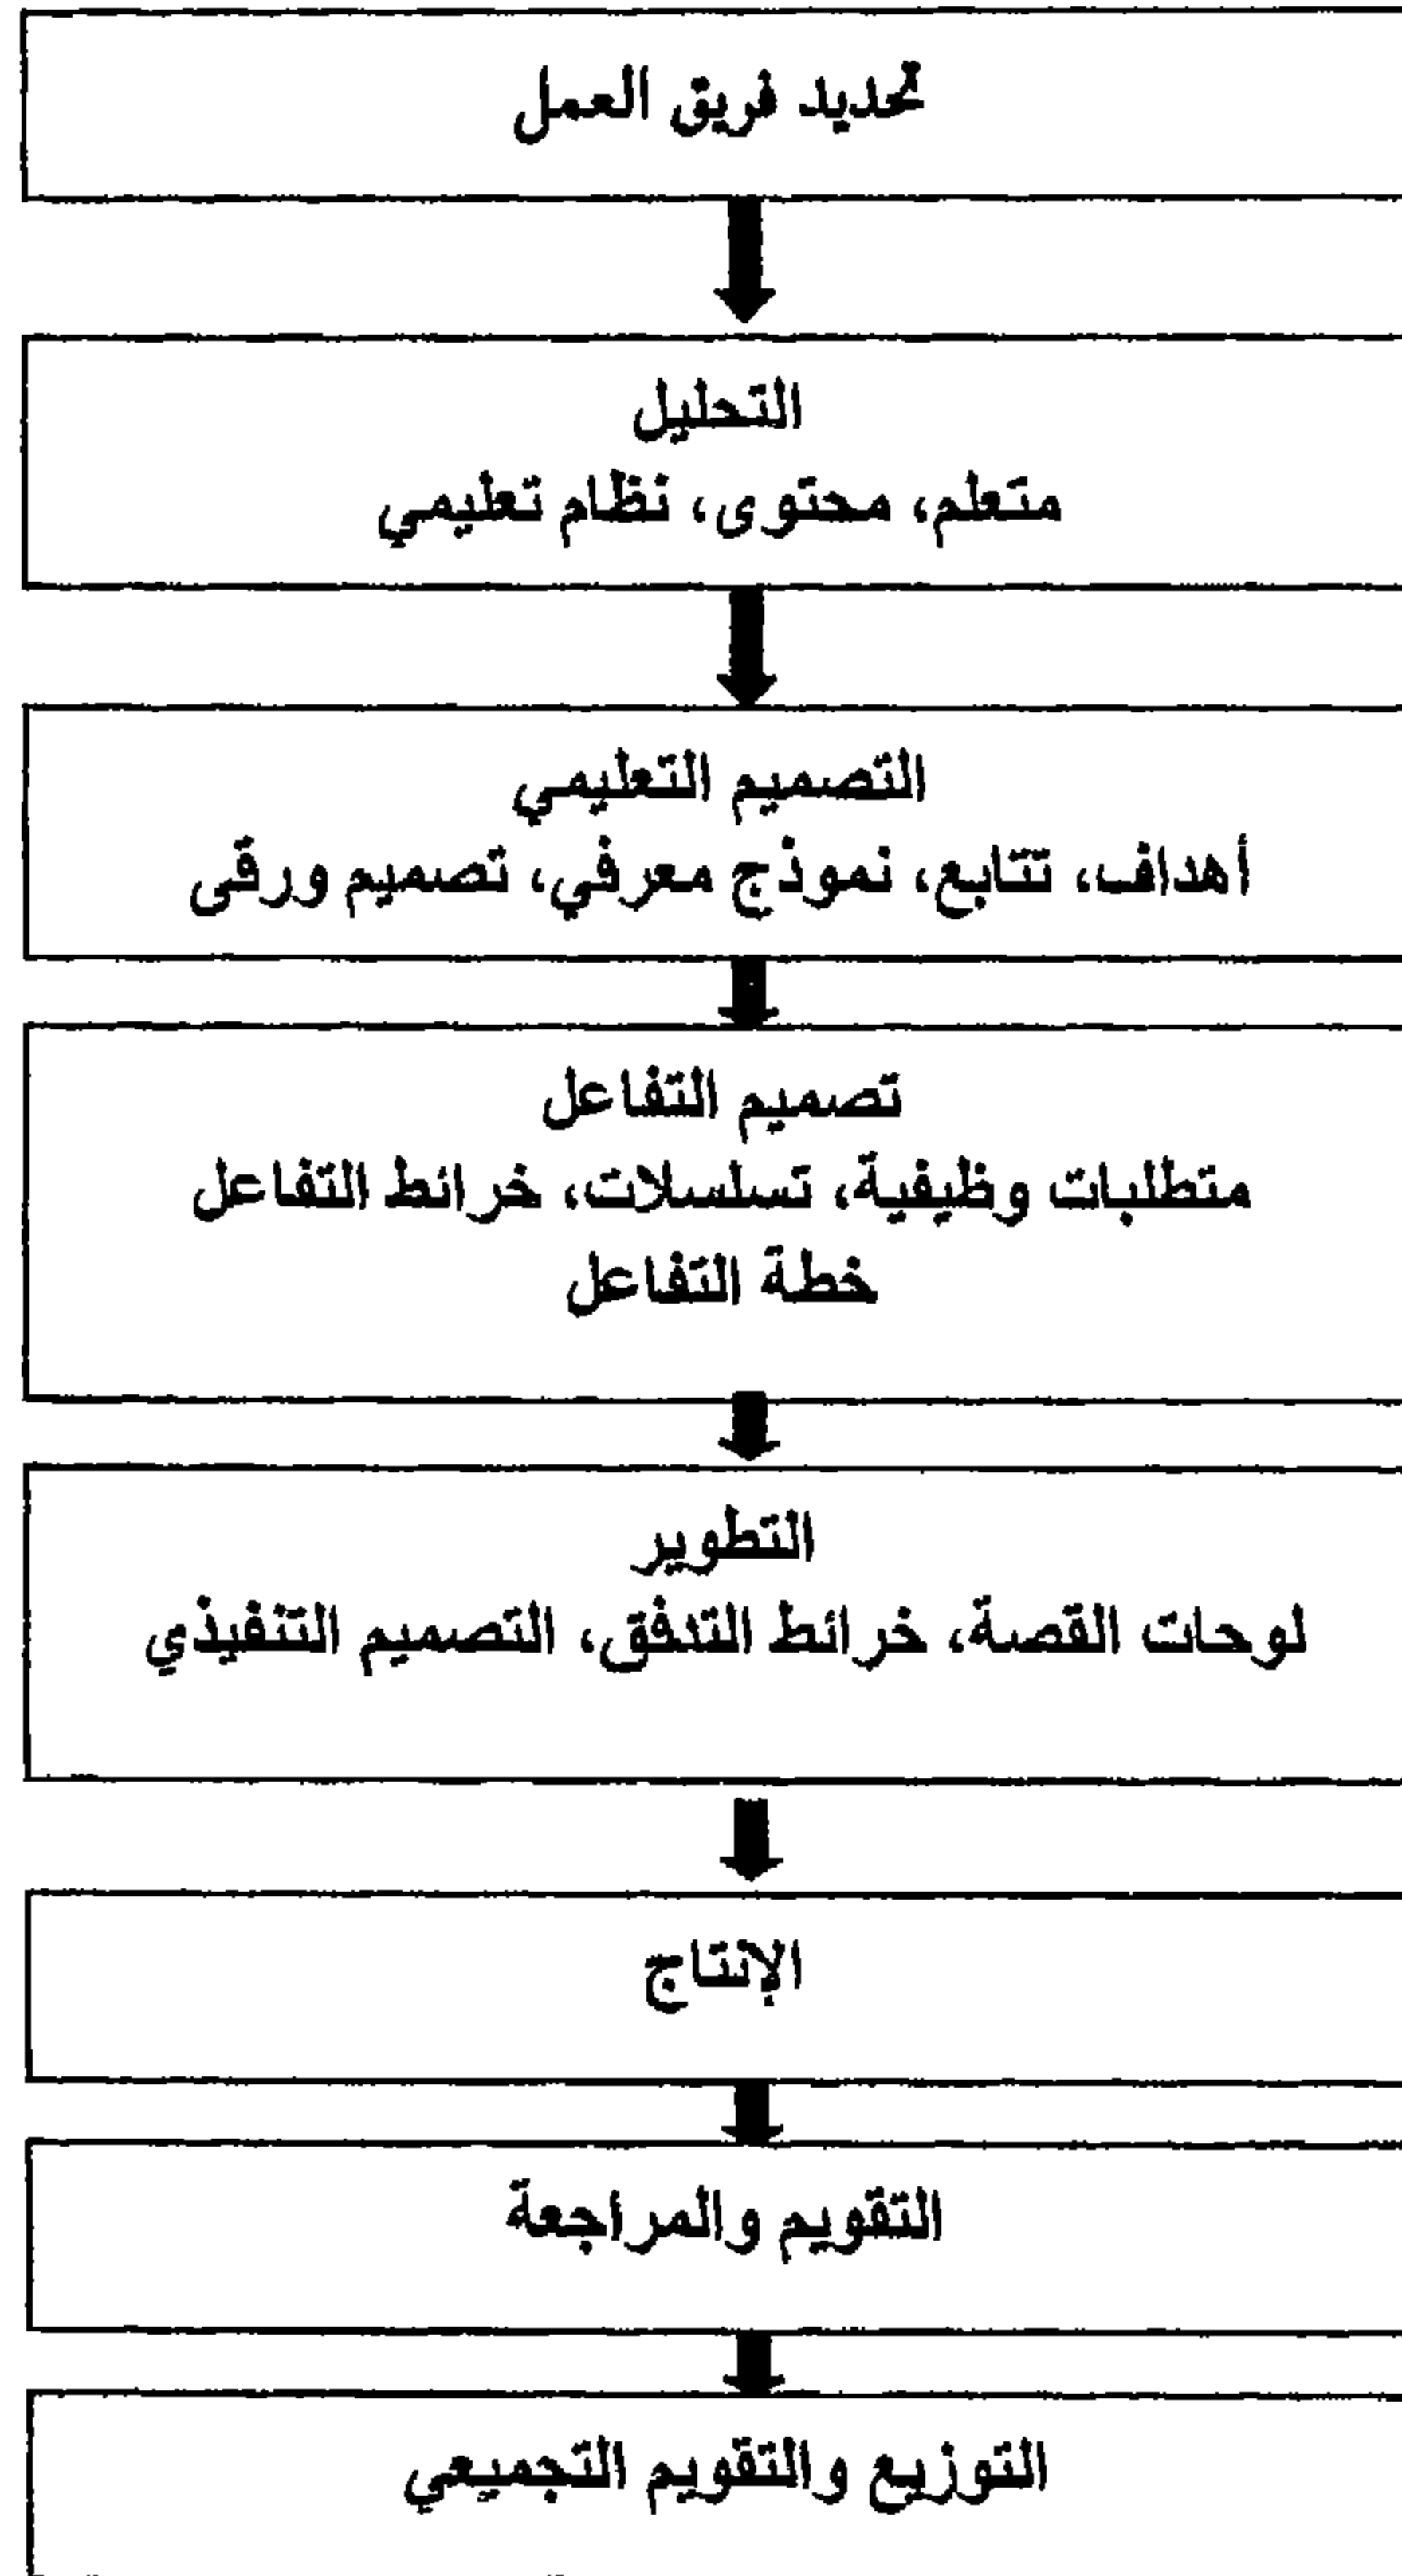 تحديد فريق العمل
التحليل
متعلم، محتوى، نظام تعليمي
التصميم التعليمي
أهداف، تتابع، نموذج معرفي، تصميم ورقى
تصميم التفاعل
متطلبات وظيفية، تسلسلات، خرائط التفاعل
خطة التفاعل
التطوير
لوحات القصة، خرائط التدفق، التصميم التنفيذي
الإنتاج
التقويم والمراجعة
التوزيع والتقويم التجميعي